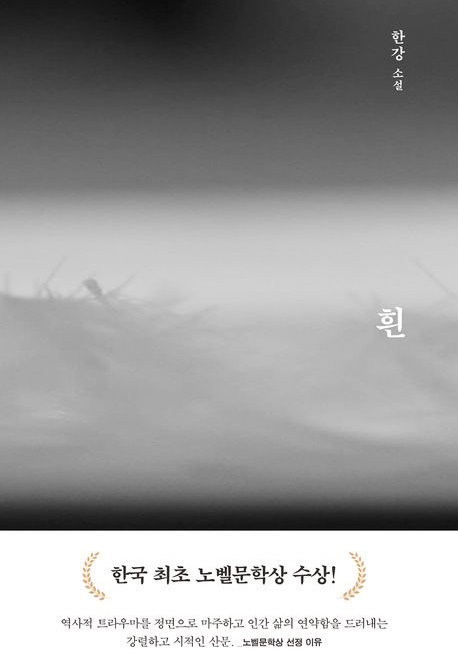 한강 소설
흰
한국 최초 노벨문학상 수상!
역사적 트라우마를 정면으로 마주하고 인간 삶의 연약함을 드러내는
강렬하고 시적인 산문. _노벨문학상 선정 이유